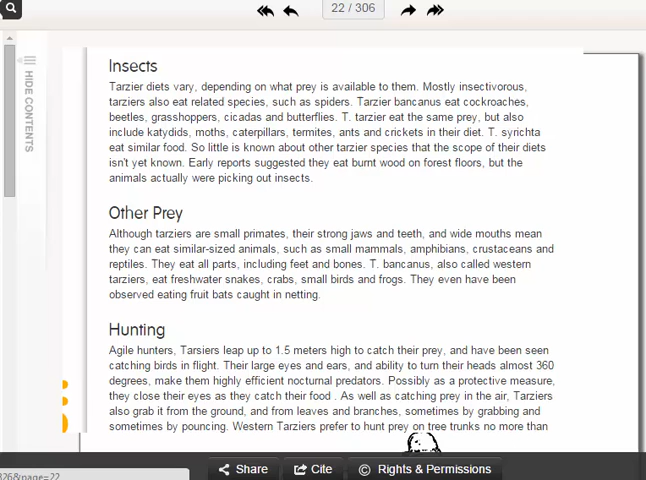 22 / 306
HIDE CONTENTS
Insects
Tarzier diets vary, depending on what prey is available to them. Mostly insectivorous,
tarziers also eat related species, such as spiders. Tarzier bancanus eat cockroaches,
beetles, grasshoppers, cicadas and butterflies. T. tarzier eat the same prey, but also
include katydids, moths, caterpillars, termites, ants and crickets in their diet. T. syrichta
eat similar food. So little is known about other tarzier species that the scope of their diets
isn't yet known. Early reports suggested they eat burnt wood on forest floors, but the
animals actually were picking out insects.
Other Prey
Although tarziers are small primates, their strong jaws and teeth, and wide mouths mean
they can eat similar-sized animals, such as small mammals, amphibians, crustaceans and
reptiles. They eat all parts, including feet and bones. T. bancanus, also called western
tarziers, eat freshwater snakes, crabs, small birds and frogs. They even have been
observed eating fruit bats caught in netting.
Hunting
Agile hunters, Tarsiers leap up to 1.5 meters high to catch their prey, and have been seen
catching birds in flight. Their large eyes and ears, and ability to turn their heads almost 360
degrees, make them highly efficient nocturnal predators. Possibly as a protective measure,
they close their eyes as they catch their food . As well as catching prey in the air, Tarziers
also grab it from the ground, and from leaves and branches, sometimes by grabbing and
sometimes by pouncing. Western Tarziers prefer to hunt prey on tree trunks no more than
Share Cite © Rights & Permissions
326&page=22